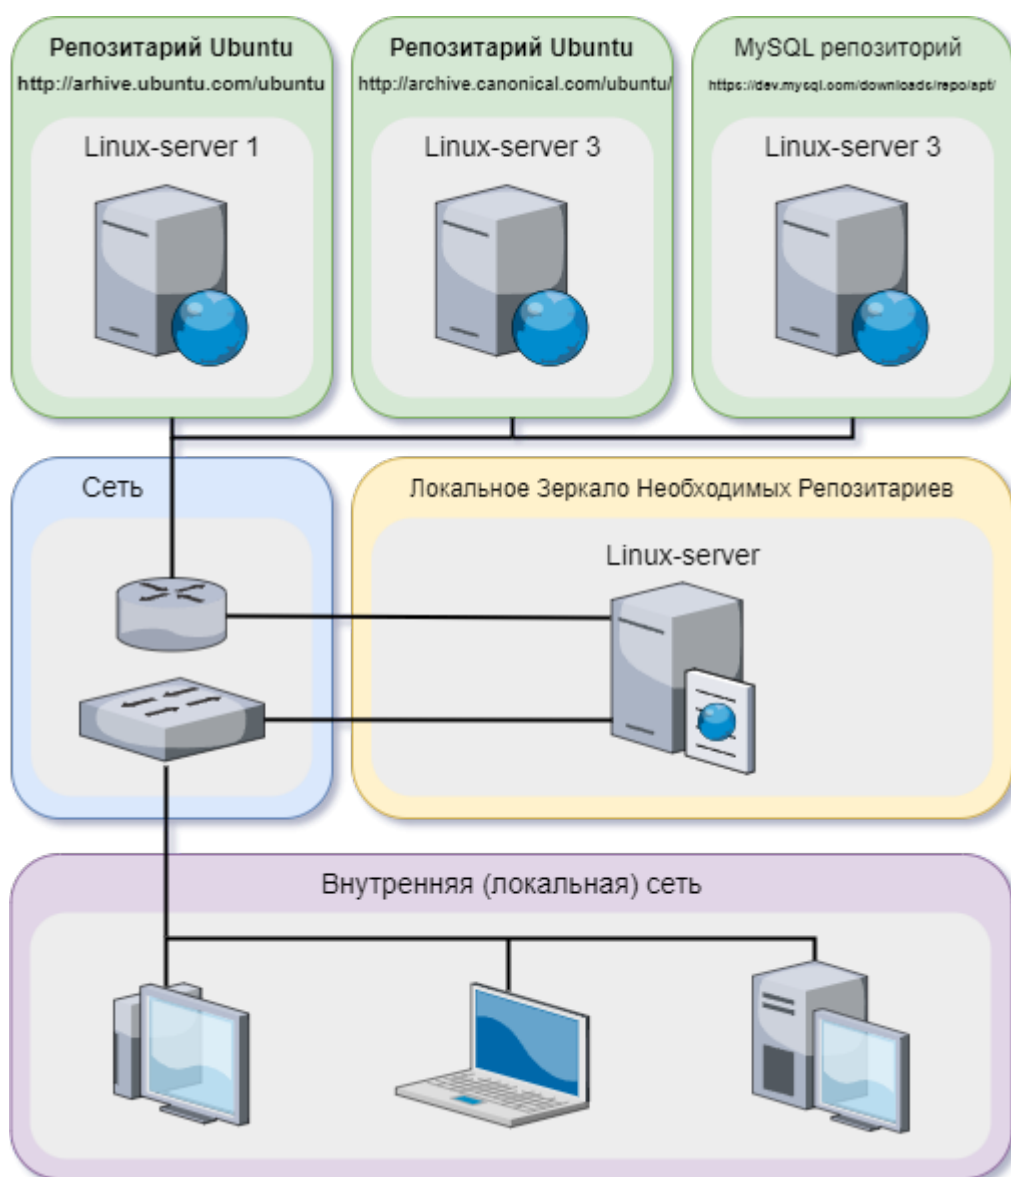 Репозитарий Ubuntu
http://arhive.ubuntu.com/ubuntu
Linux-server 1
Репозитарий Ubuntu
http://archive.canonical.com/ubuntu/
Linux-server 3
MySQL репозиторий
https://dev.mysql.com/downloads/repo/apt/
Linux-server 3
Сеть
Локальное Зеркало Необходимых Репозитариев
Linux-server
Внутренняя (локальная) сеть